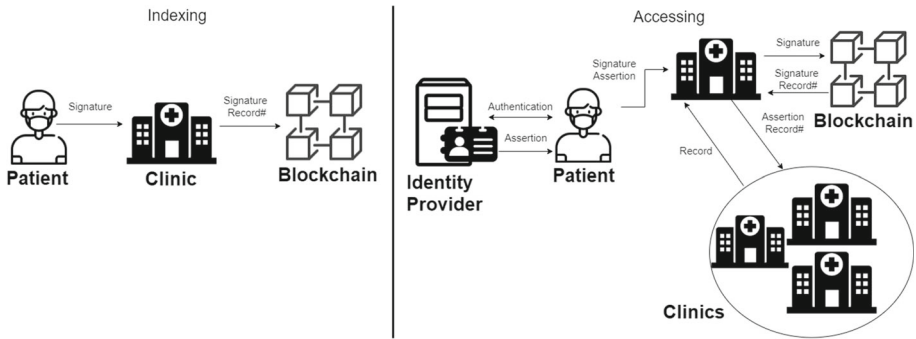 Indexing
Signature
Signature
Record#
Patient
Clinic
Blockchain
Accessing
Signature
Assertion
Signature
Signature
Record#
Blockchain
Authentication
Assertion
Identity
Provider
Patient
Record
Assertion
Record#
Clinics